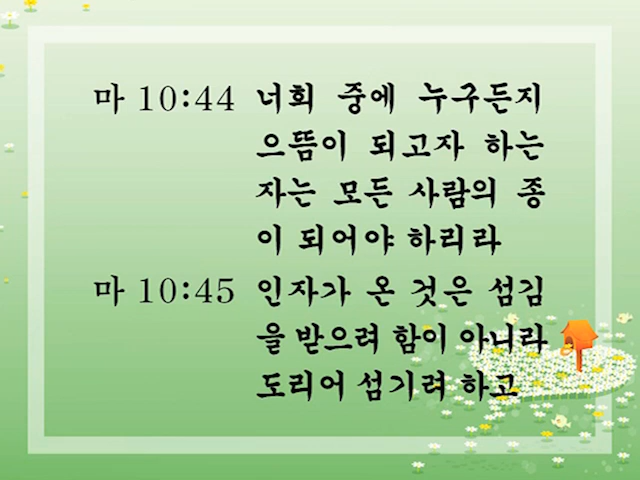 마 10:44 너희 중에 누구든지
으뜸이 되고자 하는
자는 모든 사람의 종
이 되어야 하리라
마 10:45 인자가 온 것은 섬김
을 받으려 함이 아니라
도리어 섬기려 하고